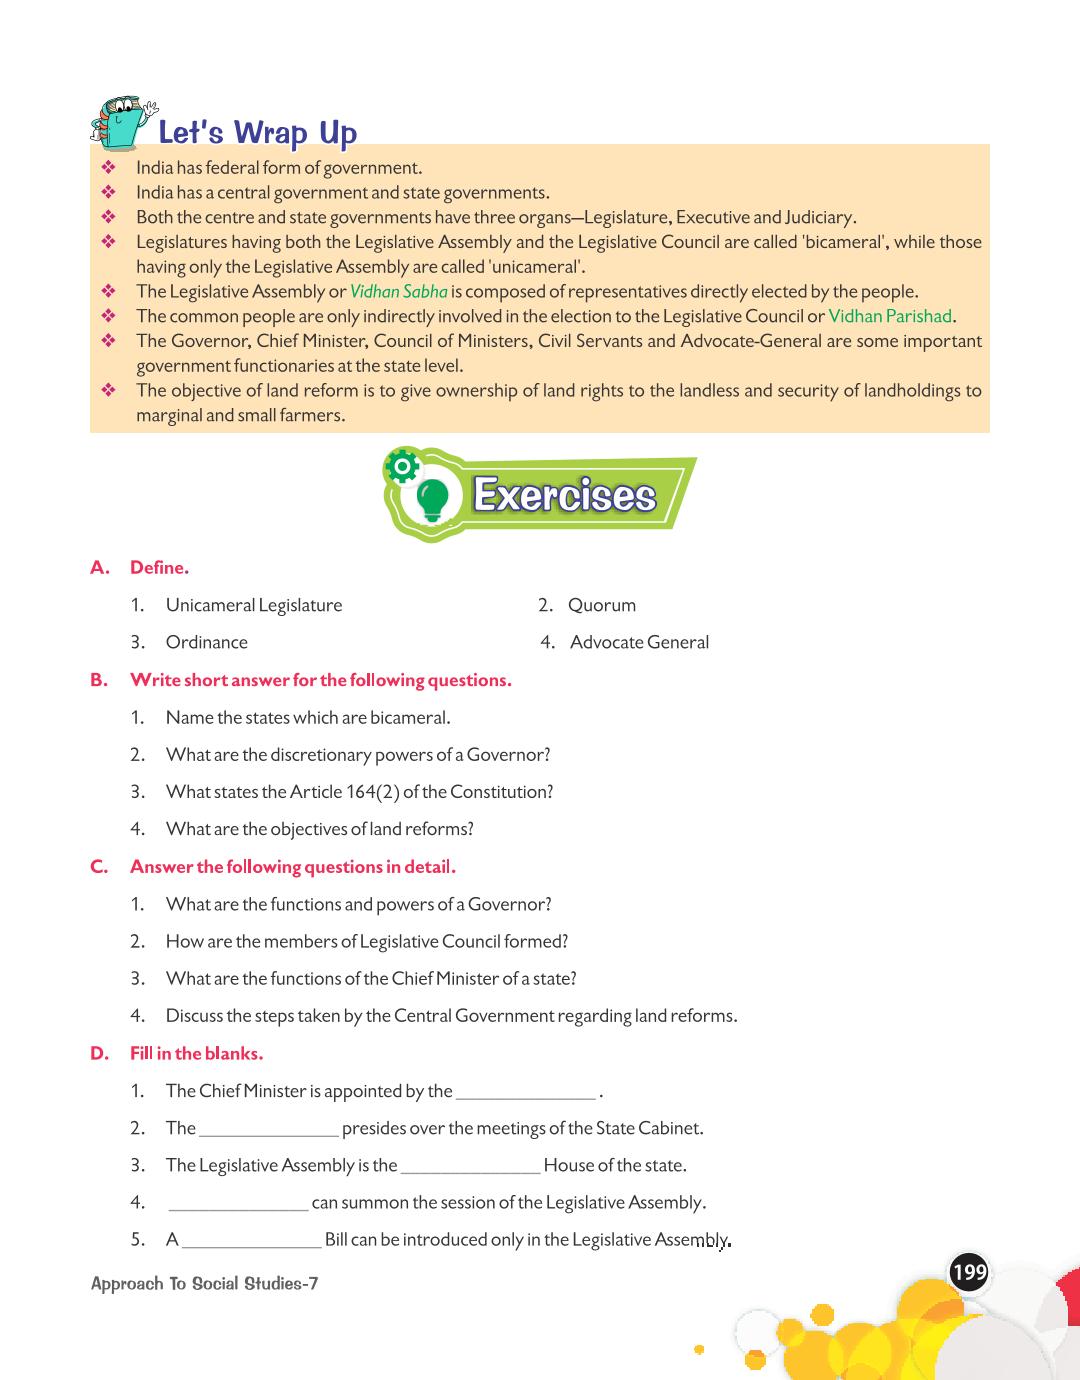 Let's Wrap Up
❖ India has federal form of government.
❖ India has a central government and state governments.
❖ Both the centre and state governments have three organs—Legislature, Executive and Judiciary.
❖ Legislatures having both the Legislative Assembly and the Legislative Council are called 'bicameral', while those
having only the Legislative Assembly are called 'unicameral'.
❖ The Legislative Assembly or Vidhan Sabha is composed of representatives directly elected by the people.
❖ The common people are only indirectly involved in the election to the Legislative Council or Vidhan Parishad.
❖ The Governor, Chief Minister, Council of Ministers, Civil Servants and Advocate-General are some important
government functionaries at the state level.
❖ The objective of land reform is to give ownership of land rights to the landless and security of landholdings to
marginal and small farmers.
Exercises
A. Define.
1. Unicameral Legislature 2. Quorum
3. Ordinance 4. Advocate General
B. Write short answer for the following questions.
1. Name the states which are bicameral.
2. What are the discretionary powers of a Governor?
3. What states the Article 164(2) of the Constitution?
4. What are the objectives of land reforms?
C. Answer the following questions in detail.
1. What are the functions and powers of a Governor?
2. How are the members of Legislative Council formed?
3. What are the functions of the Chief Minister of a state?
4. Discuss the steps taken by the Central Government regarding land reforms.
D. Fill in the blanks.
1. The Chief Minister is appointed by the ______________ .
2. The ______________ presides over the meetings of the State Cabinet.
3. The Legislative Assembly is the ______________ House of the state.
4. ______________ can summon the session of the Legislative Assembly.
5. A ______________ Bill can be introduced only in the Legislative Assembly.
Approach To Social Studies-7
199